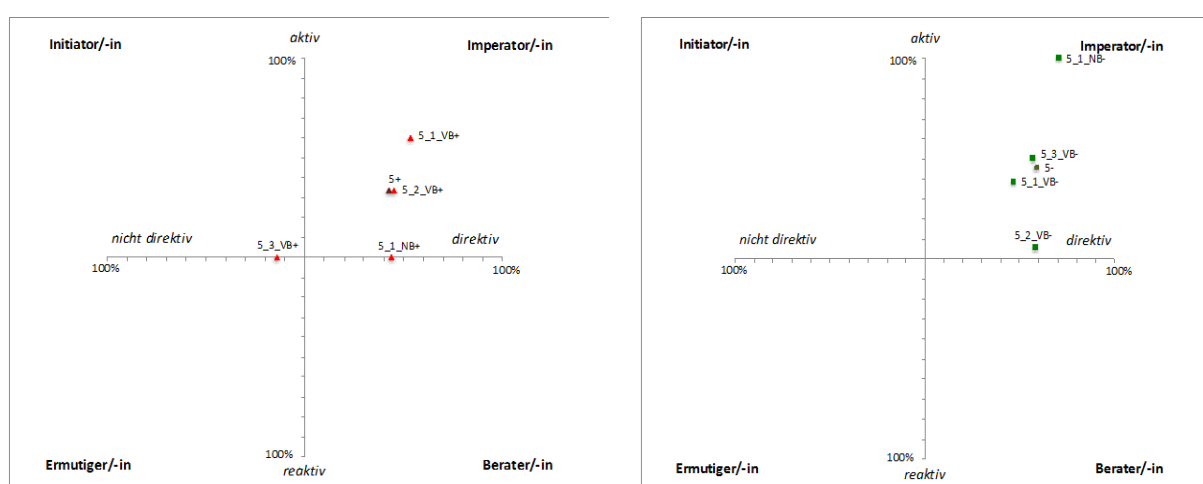 Initiator/-in
aktiv
Imperator/-in
100%
5_1_VB+
5+
5_2_VB+
nicht direktiv
5_3_VB+
5_1_NB+
direktiv
100%
100%
100%
Ermutiger/-in
reaktiv
Berater/-in
Initiator/-in
aktiv
Imperator/-in
100%
5_1_NB-
5_3_VB-
5-
5_1_VB-
5_2_VB-
nicht direktiv
direktiv
100%
100%
100%
Ermutiger/-in
reaktiv
Berater/-in